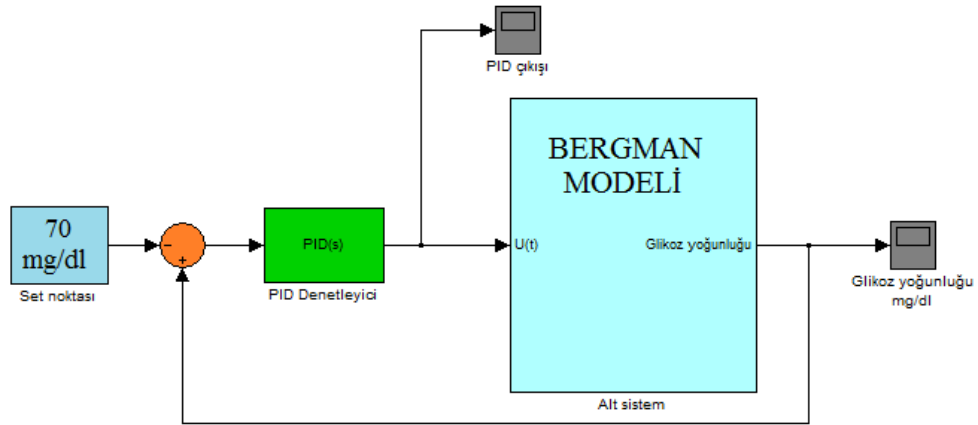 PID çıkışı
BERGMAN
MODELİ
70
mg/dl
-
+
PID(s)
U(t)
Glikoz yoğunluğu
Set noktası
PID Denetleyici
Glikoz yoğunluğu
mg/dl
Alt sistem